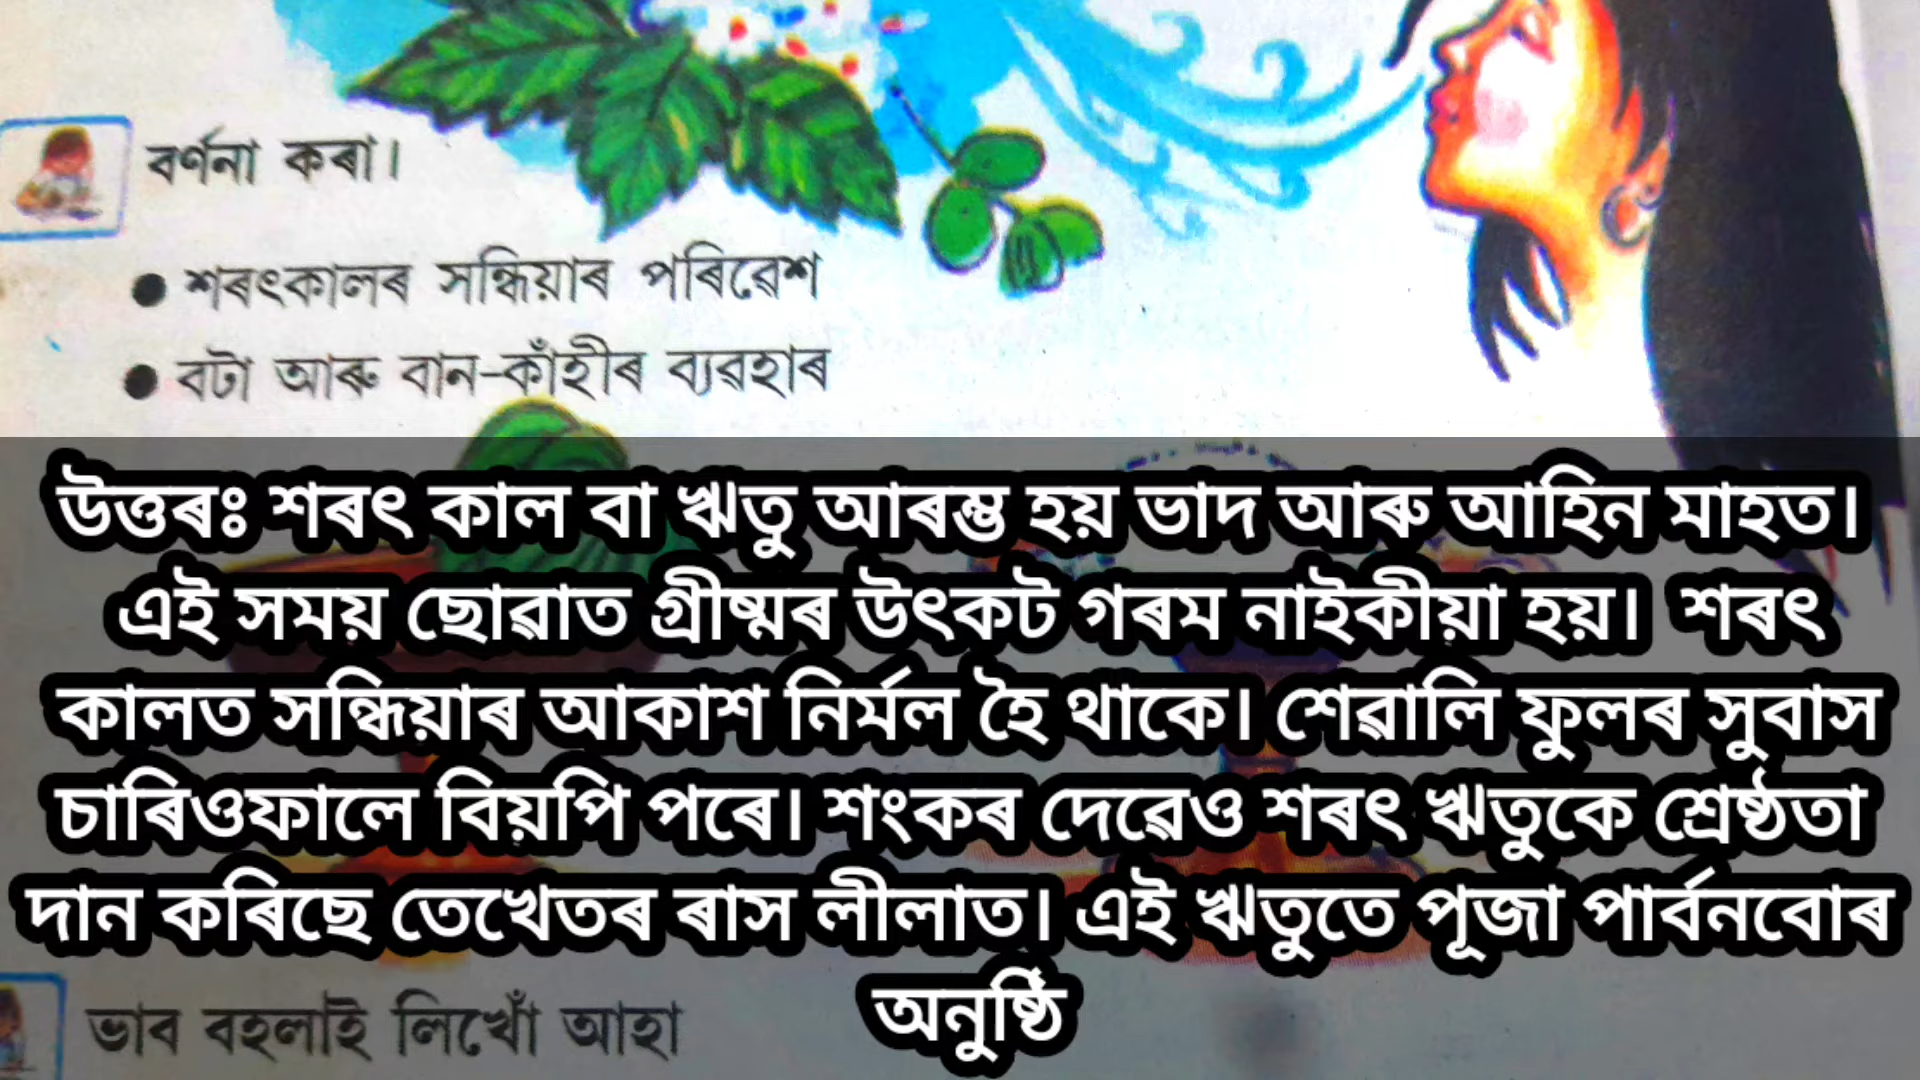 বৰ্ণনা কৰা।
● শৰৎকালৰ সন্ধিয়াৰ পৰিৱেশ
● বটা আৰু বান-কাঁহীৰ ব্যৱহাৰ
উত্তৰঃ শৰৎ কাল বা ঋতু আৰম্ভ হয় ভাদ আৰু আহিন মাহত।
এই সময় ছোৱাত গ্ৰীষ্মৰ উৎকট গৰম নাইকীয়া হয়। শৰৎ
কালত সন্ধিয়াৰ আকাশ নিৰ্মল হৈ থাকে। শেৱালি ফুলৰ সুবাস
চাৰিওফালে বিয়পি পৰে। শংকৰ দেৱেও শৰৎ ঋতুকে শ্ৰেষ্ঠতা
দান কৰিছে তেখেতৰ ৰাস লীলাত। এই ঋতুতে পূজা পাৰ্বনবোৰ
অনুষ্ঠি
ভাব বহলাই লিখোঁ আহা